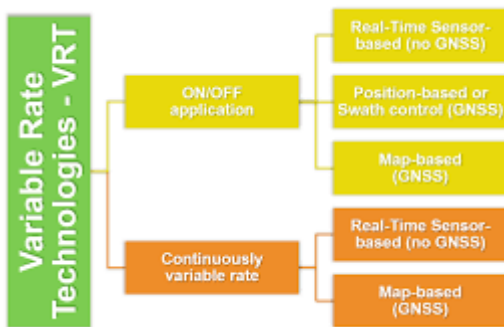 Variable Rate
Technologies - VRT
ON/OFF
application
Real-Time Sensor-
based (no GNSS)
Position-based or
Swath control (GNSS)
Map-based
(GNSS)
Continuously
variable rate
Real-Time Sensor-
based (no GNSS)
Map-based
(GNSS)